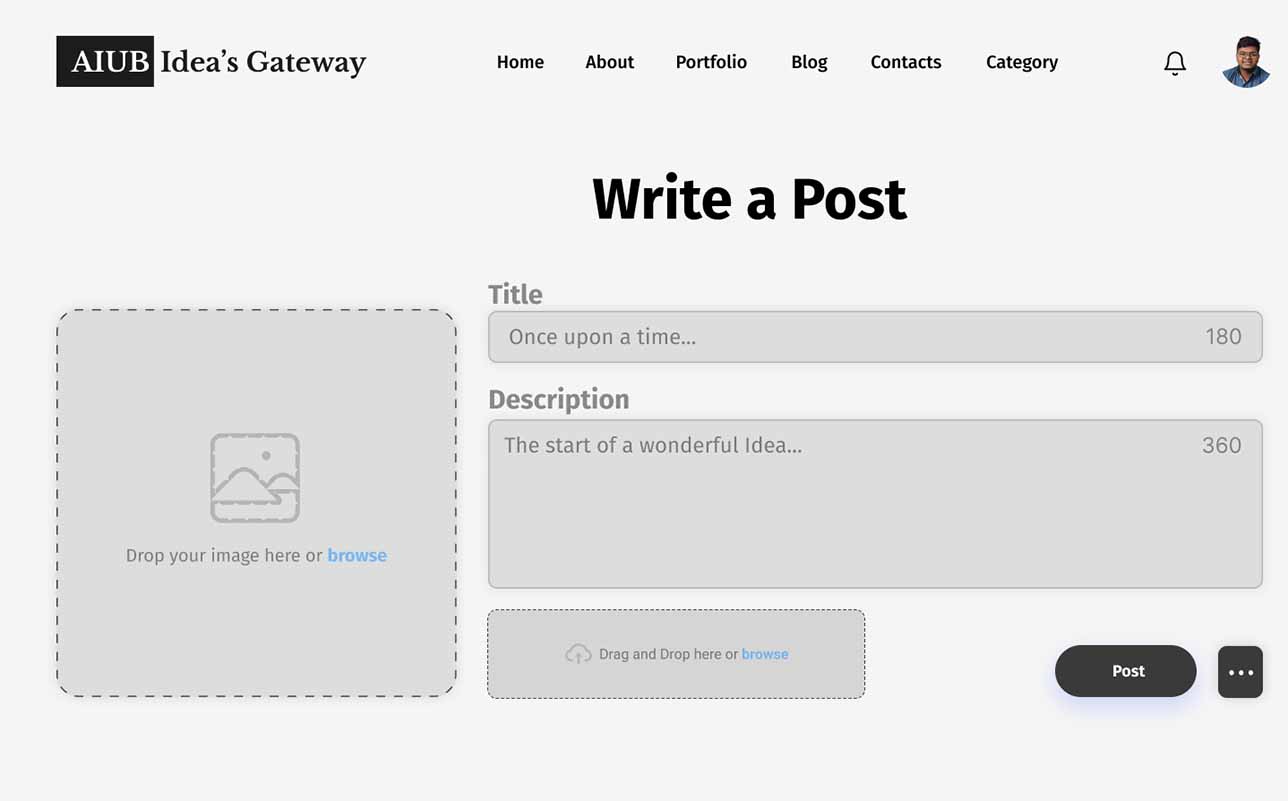 AIUB Idea’s Gateway
Home About Portfolio Blog Contacts Category
Write a Post
Title
Once upon a time... 180
Description
The start of a wonderful Idea... 360
Drop your image here or browse
Drag and Drop here or browse
Post